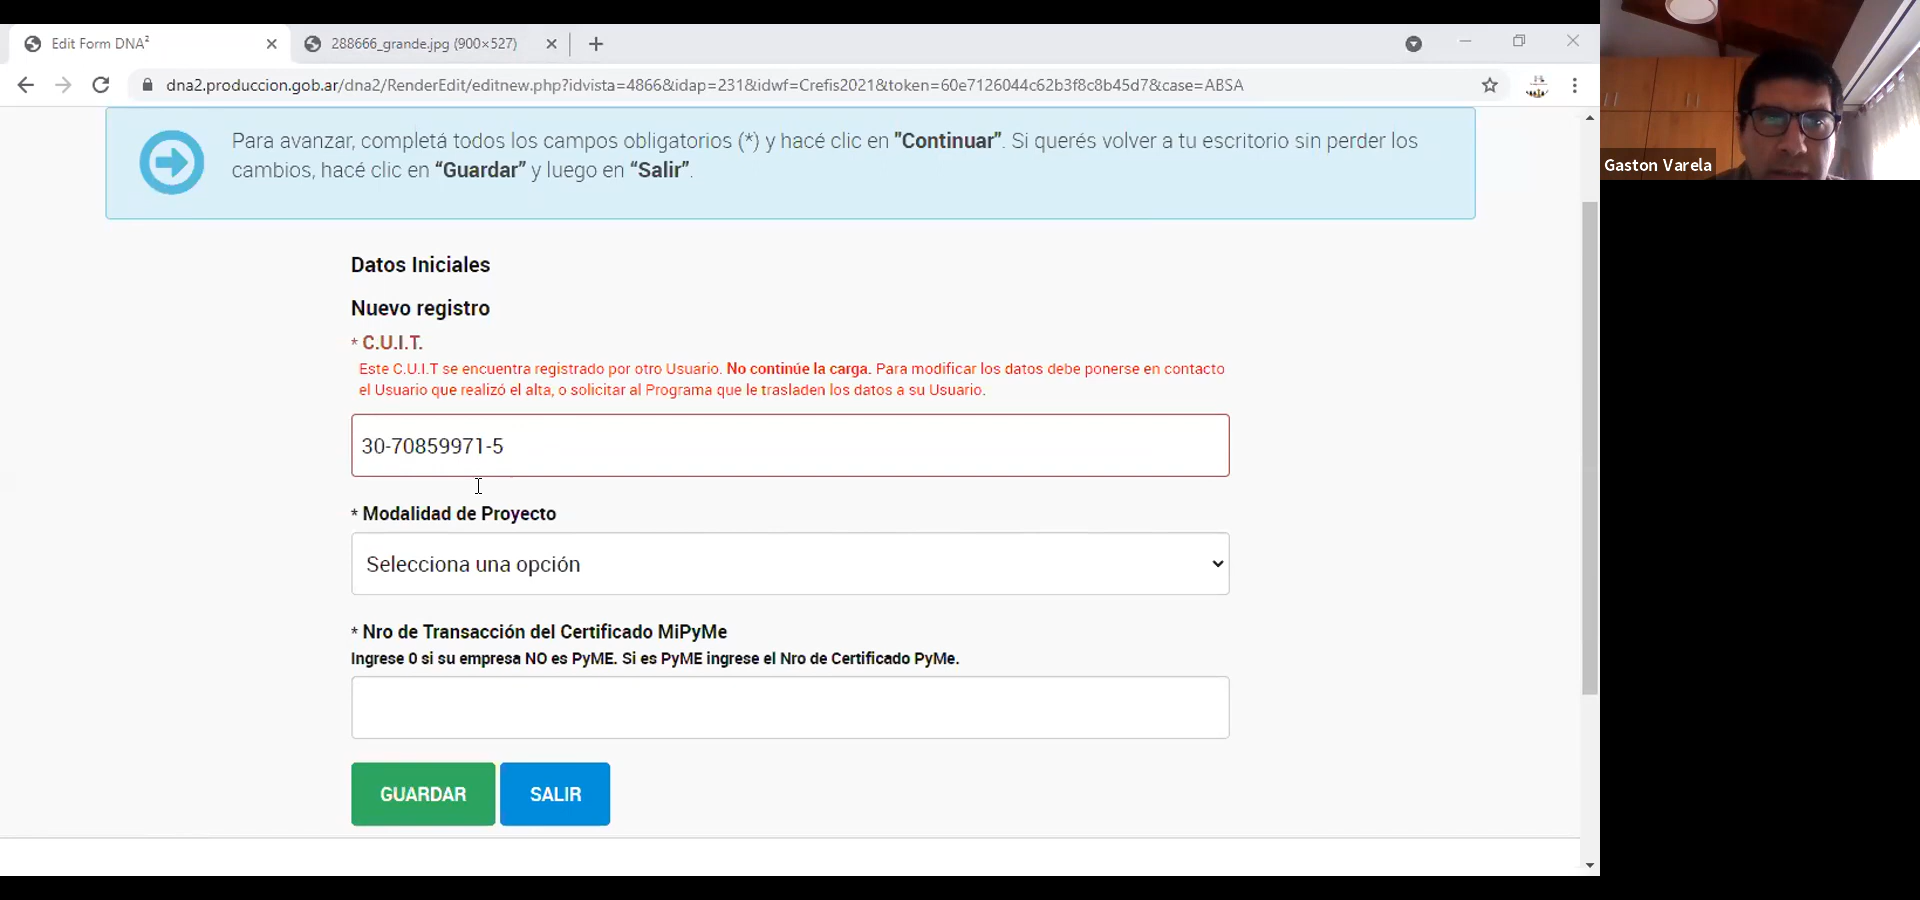 Edit Form DNA²
288666_grande.jpg (900×527)
dna2.produccion.gob.ar/dna2/RenderEdit/editnew.php?idvista=4866&idap=231&idwf=Crefis2021&token=60e7126044c62b3f8c8b45d7&case=ABSA
Para avanzar, completá todos los campos obligatorios (*) y hacé clic en "Continuar". Si querés volver a tu escritorio sin perder los
cambios, hacé clic en “Guardar” y luego en “Salir”.
Gaston Varela
Datos Iniciales
Nuevo registro
* C.U.I.T.
Este C.U.I.T se encuentra registrado por otro Usuario. No continúe la carga. Para modificar los datos debe ponerse en contacto
el Usuario que realizó el alta, o solicitar al Programa que le trasladen los datos a su Usuario.
30-70859971-5
* Modalidad de Proyecto
Selecciona una opción
* Nro de Transacción del Certificado MiPyMe
Ingrese 0 si su empresa NO es PyME. Si es PyME ingrese el Nro de Certificado PyMe.
GUARDAR
SALIR